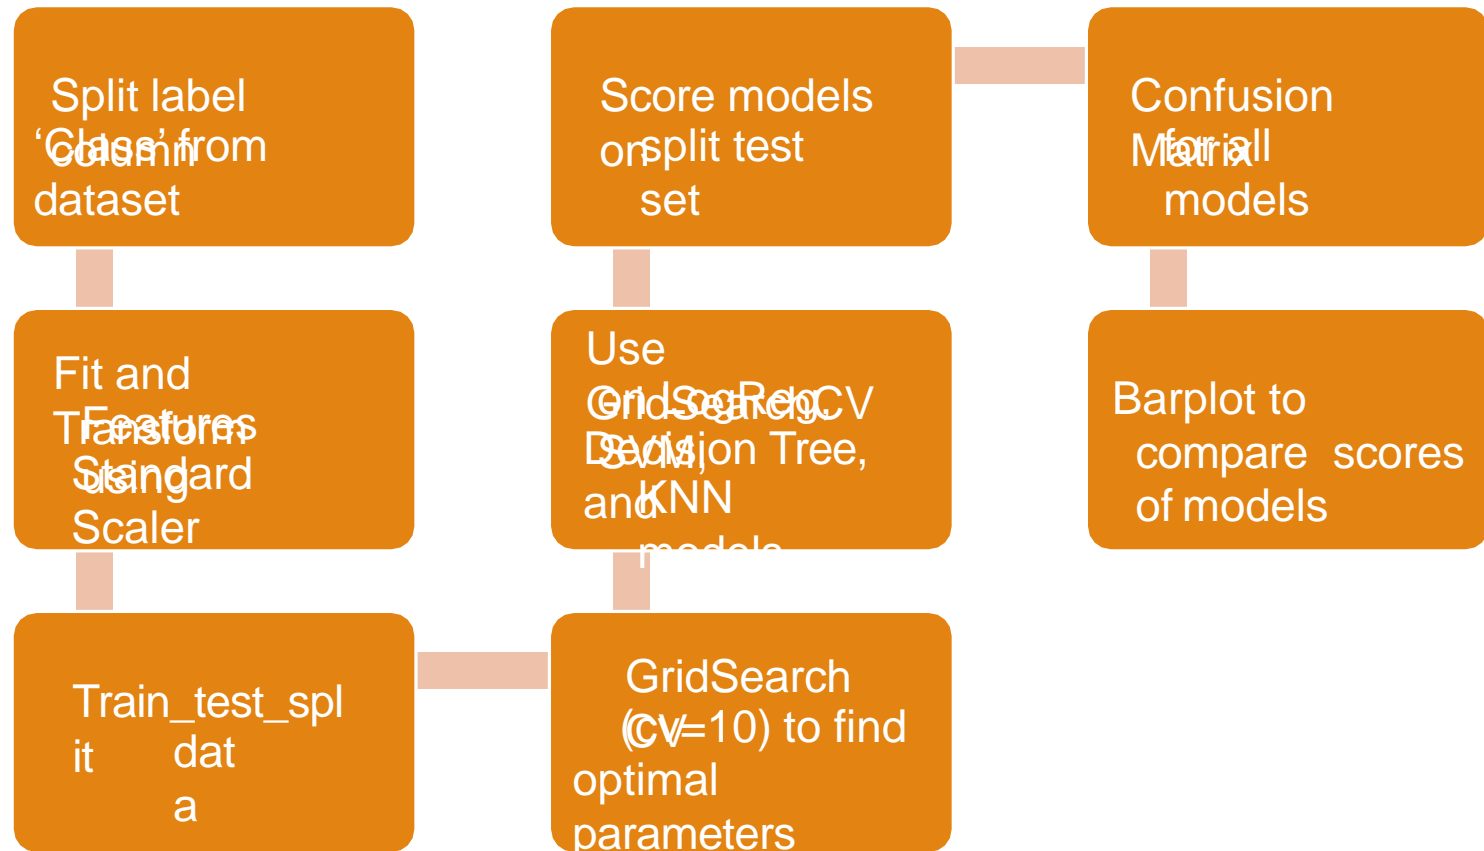 Split label
column
‘Class’ from
dataset
Fit and
Transform
Features
using
Standard
Scaler
Train_test_spl
it
dat
a
GridSearch
CV
(cv=10) to find
optimal
parameters
Use
GridSearchCV
on LogReg,
SVM,
Decision Tree,
and
KNN
models
Score models
on
split test
set
Confusion
Matrix
for all
models
Barplot to
compare scores
of models